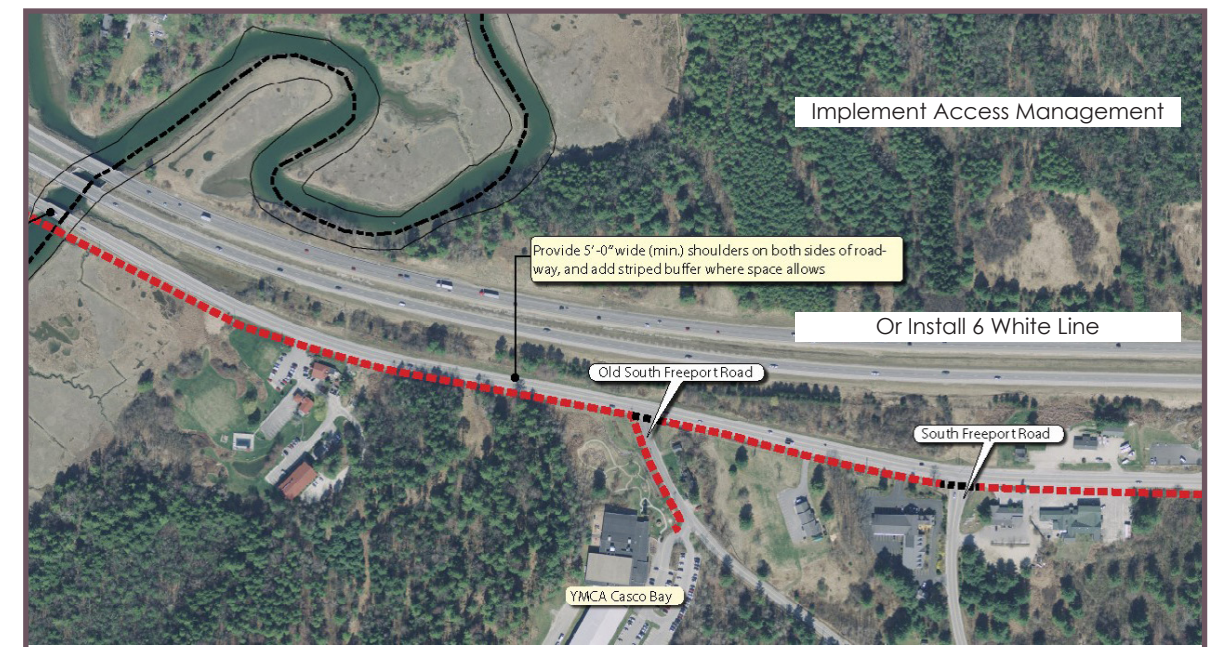 Implement Access Management
Provide 5'-0" wide (min.) shoulders on both sides of road-
way, and add striped buffer where space allows
Or Install 6 White Line
Old South Freeport Road
South Freeport Road
YMCA Casco Bay